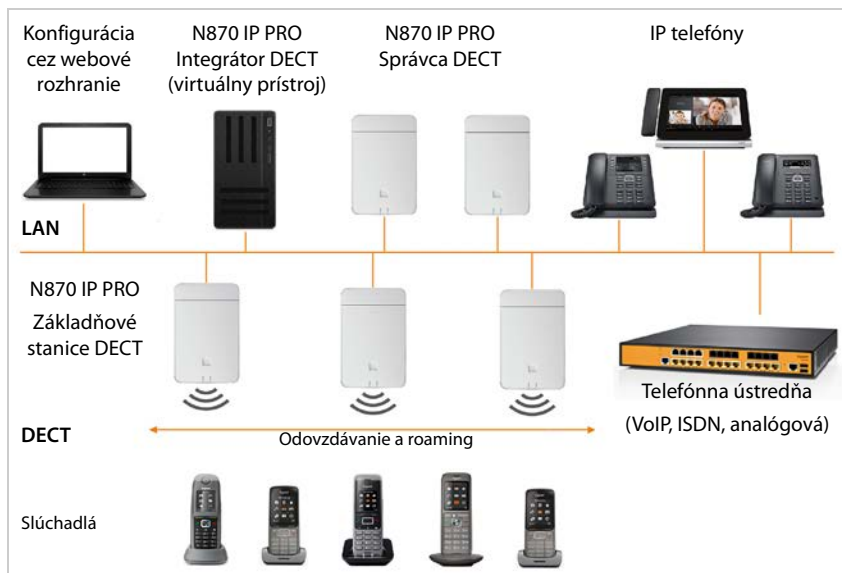 Konfigurácia
cez webové
rozhranie
N870 IP PRO
Integrátor DECT
(virtuálny prístroj)
N870 IP PRO
Správca DECT
IP telefóny
LAN
N870 IP PRO
Základňové
stanice DECT
Telefónna ústredňa
(VoIP, ISDN, analógová)
DECT
Odovzdávanie a roaming
Slúchadlá